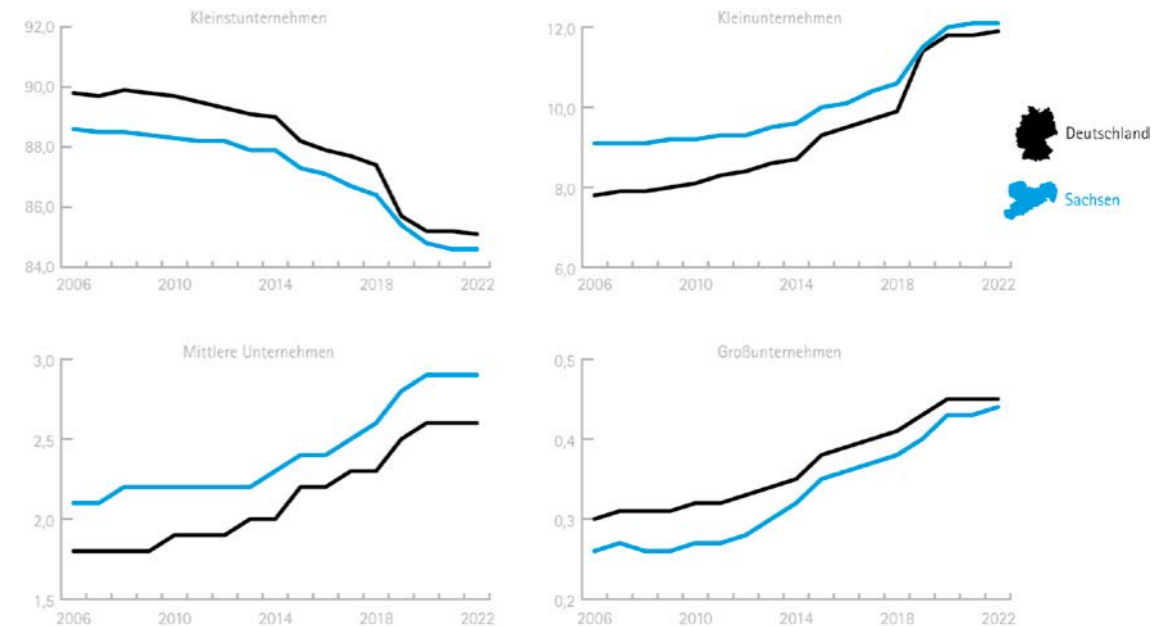 Kleinstunternehmen
92,0
90,0
88,0
86,0
84,0
2006 2010 2014 2018 2022
Kleinunternehmen
12,0
10,0
8,0
6,0
2006 2010 2014 2018 2022
Deutschland
Sachsen
Mittlere Unternehmen
3,0
2,5
2,0
1,5
2006 2010 2014 2018 2022
Großunternehmen
0,5
0,4
0,3
0,2
2006 2010 2014 2018 2022